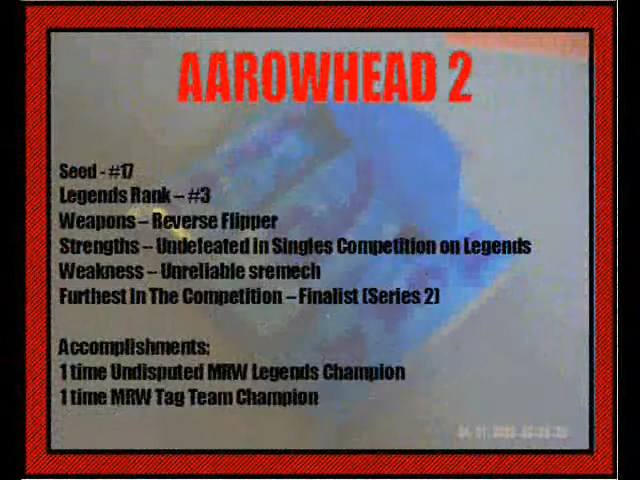 AAROWHEAD 2
Seed - #17
Legends Rank – #3
Weapons – Reverse Flipper
Strengths – Undefeated in Singles Competition on Legends
Weakness – Unreliable sremech
Furthest In The Competition – Finalist (Series 2)
Accomplishments:
1 time Undisputed MRW Legends Champion
1 time MRW Tag Team Champion